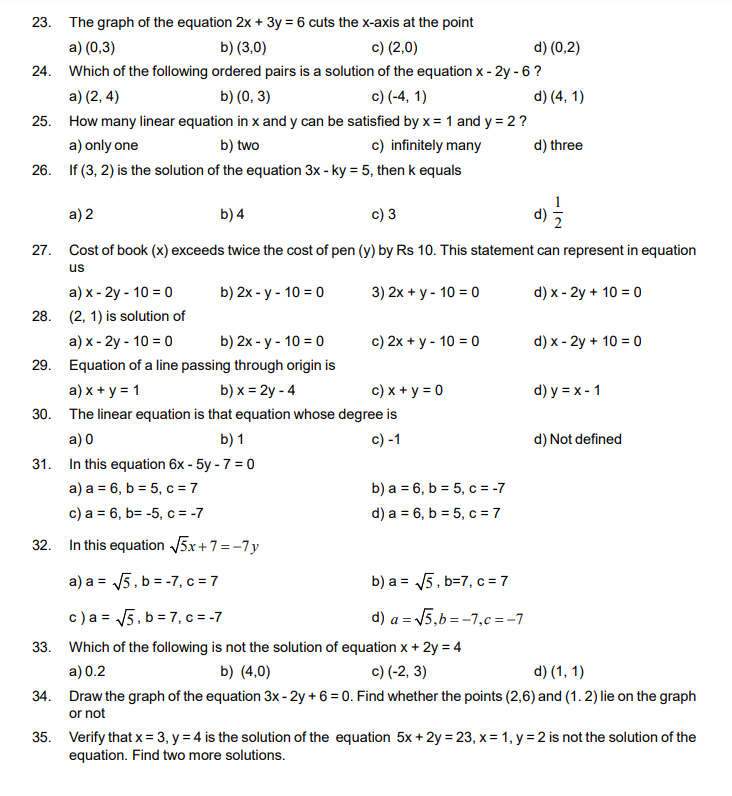 23. The graph of the equation 2x + 3y = 6 cuts the x-axis at the point
a) (0,3) b) (3,0) c) (2,0) d) (0,2)
24. Which of the following ordered pairs is a solution of the equation x - 2y - 6 ?
a) (2, 4) b) (0, 3) c) (-4, 1) d) (4, 1)
25. How many linear equation in x and y can be satisfied by x = 1 and y = 2 ?
a) only one b) two c) infinitely many d) three
26. If (3, 2) is the solution of the equation 3x - ky = 5, then k equals
a) 2 b) 4 c) 3 d) 1/2
27. Cost of book (x) exceeds twice the cost of pen (y) by Rs 10. This statement can represent in equation
us
a) x - 2y - 10 = 0 b) 2x - y - 10 = 0 3) 2x + y - 10 = 0 d) x - 2y + 10 = 0
28. (2, 1) is solution of
a) x - 2y - 10 = 0 b) 2x - y - 10 = 0 c) 2x + y - 10 = 0 d) x - 2y + 10 = 0
29. Equation of a line passing through origin is
a) x + y = 1 b) x = 2y - 4 c) x + y = 0 d) y = x - 1
30. The linear equation is that equation whose degree is
a) 0 b) 1 c) -1 d) Not defined
31. In this equation 6x - 5y - 7 = 0
a) a = 6, b = 5, c = 7 b) a = 6, b = 5, c = -7
c) a = 6, b= -5, c = -7 d) a = 6, b = 5, c = 7
32. In this equation √5x + 7 = -7y
a) a = √5, b = -7, c = 7 b) a = √5, b=7, c = 7
c ) a = √5, b = 7, c = -7 d) a = √5, b = -7, c = -7
33. Which of the following is not the solution of equation x + 2y = 4
a) 0.2 b) (4,0) c) (-2, 3) d) (1, 1)
34. Draw the graph of the equation 3x - 2y + 6 = 0. Find whether the points (2,6) and (1. 2) lie on the graph
or not
35. Verify that x = 3, y = 4 is the solution of the equation 5x + 2y = 23, x = 1, y = 2 is not the solution of the
equation. Find two more solutions.